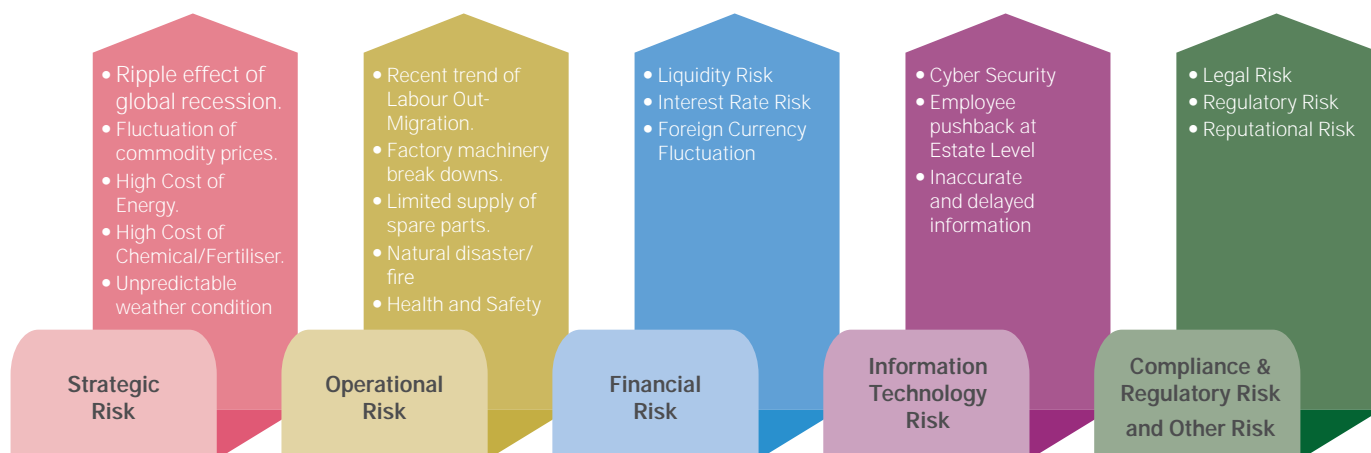 • Ripple effect of
global recession.
• Fluctuation of
commodity prices.
• High Cost of
Energy.
• High Cost of
Chemical/Fertiliser.
• Unpredictable
weather condition
Strategic
Risk
• Recent trend of
Labour Out-
Migration.
• Factory machinery
break downs.
• Limited supply of
spare parts.
• Natural disaster/
fire
• Health and Safety
Operational
Risk
• Liquidity Risk
• Interest Rate Risk
• Foreign Currency
Fluctuation
Financial
Risk
• Cyber Security
• Employee
pushback at
Estate Level
• Inaccurate
and delayed
information
Information
Technology
Risk
• Legal Risk
• Regulatory Risk
• Reputational Risk
Compliance &
Regulatory Risk
and Other Risk